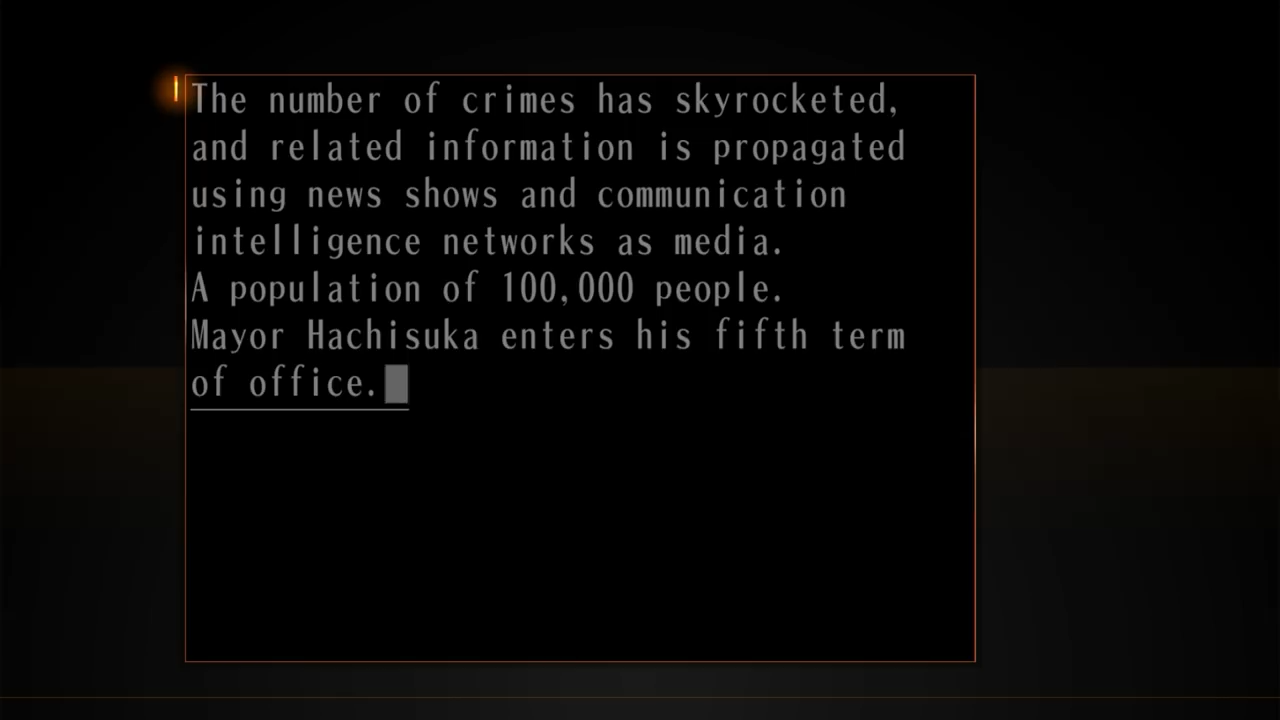 The number of crimes has skyrocketed,
and related information is propagated
using news shows and communication
intelligence networks as media.
A population of 100,000 people.
Mayor Hachisuka enters his fifth term
of office.